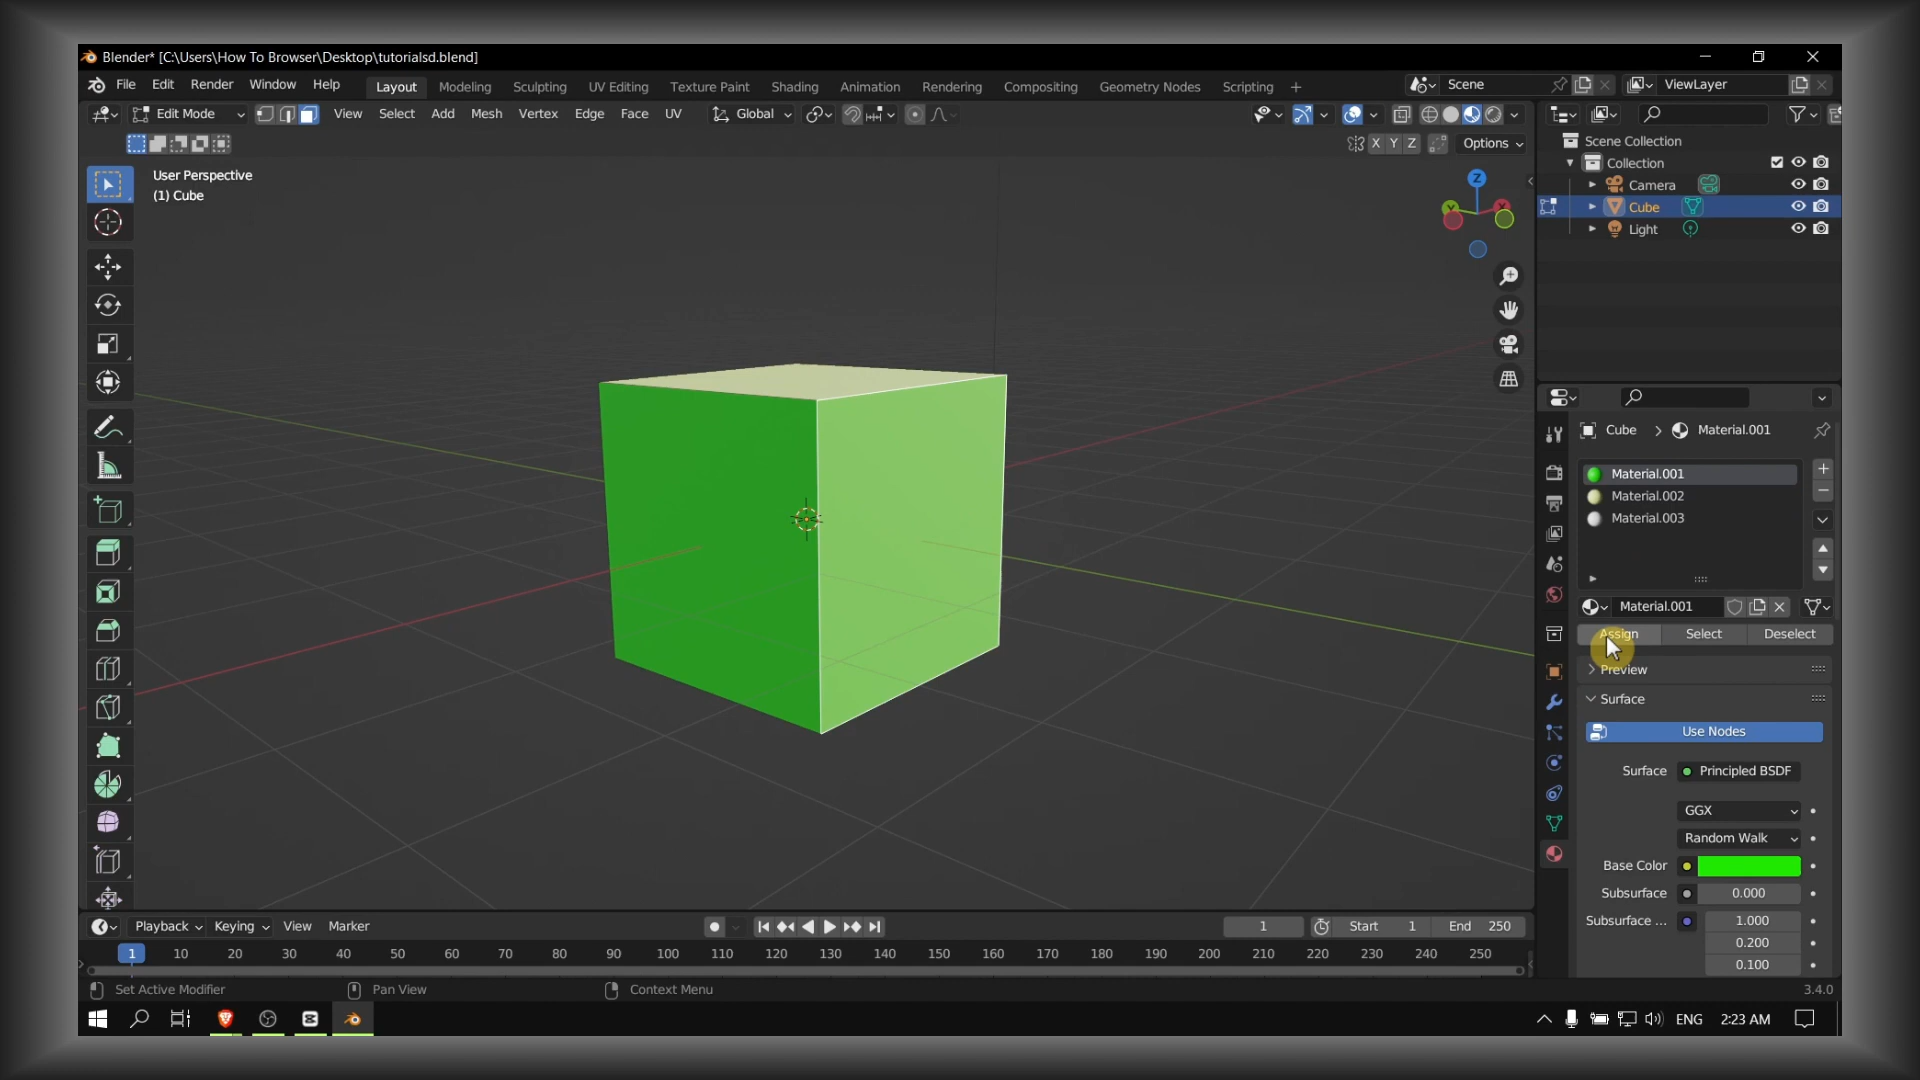 Blender* [C:\Users\How To Browser\Desktop\tutorialsd.blend]
File Edit Render Window Help Layout Modeling Sculpting UV Editing Texture Paint Shading Animation Rendering Compositing Geometry Nodes Scripting + Scene ViewLayer
Edit Mode View Select Add Mesh Vertex Edge Face UV Global
X Y Z Options
User Perspective
(1) Cube
Z
Y
X
Scene Collection
Collection
Camera
Cube
Light
Cube > Material.001
Material.001
Material.002
Material.003
Material.001
Assign Select Deselect
Preview
Surface
Use Nodes
Surface Principled BSDF
GGX
Random Walk
Base Color
Subsurface 0.000
Subsurface ... 1.000
0.200
0.100
Playback Keying View Marker 1 Start 1 End 250
1 10 20 30 40 50 60 70 80 90 100 110 120 130 140 150 160 170 180 190 200 210 220 230 240 250
Set Active Modifier Pan View Context Menu 3.4.0
ENG 2:23 AM